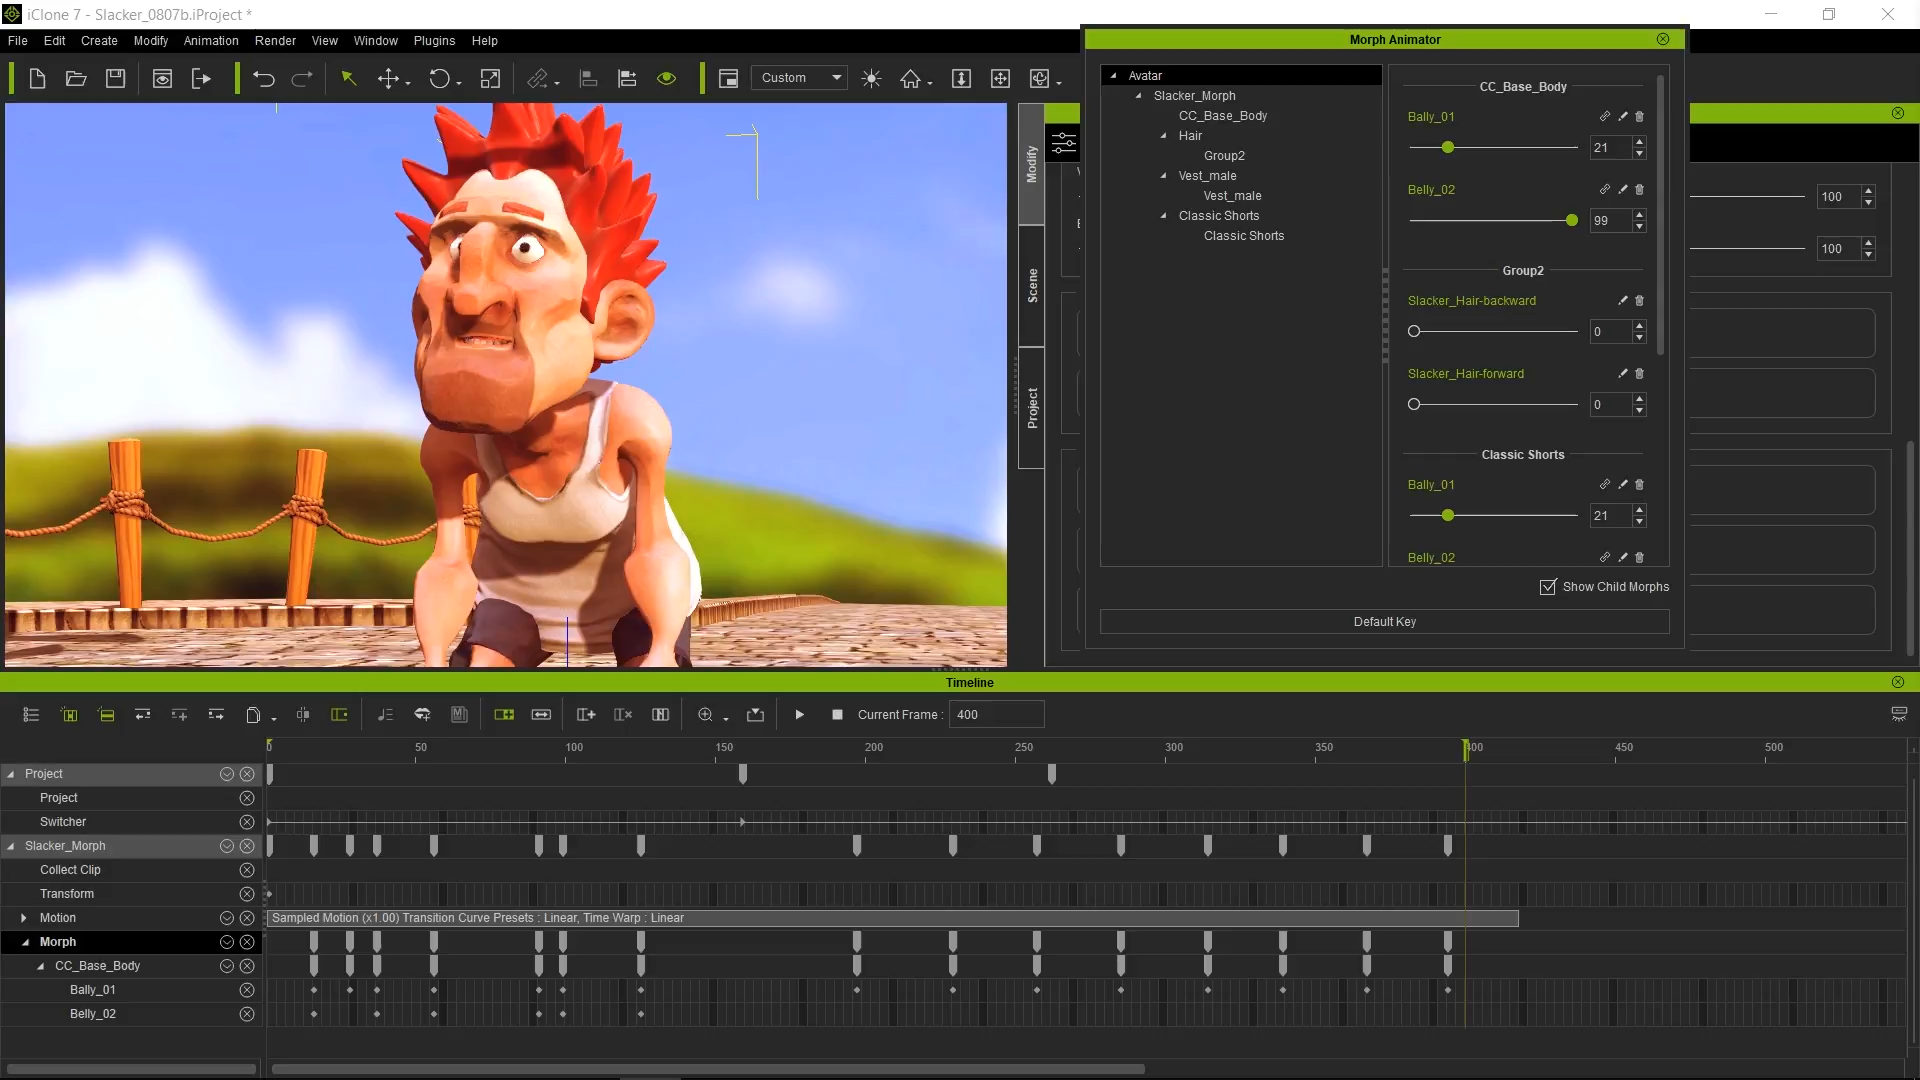 iClone 7 - Slacker_0807b.iProject *
File Edit Create Modify Animation Render View Window Plugins Help
Custom
Morph Animator
Avatar
Slacker_Morph
CC_Base_Body
Hair
Group2
Vest_male
Vest_male
Classic Shorts
Classic Shorts
CC_Base_Body
Bally_01
21
Belly_02
99
Group2
Slacker_Hair-backward
0
Slacker_Hair-forward
0
Classic Shorts
Bally_01
21
Belly_02
Show Child Morphs
Default Key
Modify
Scene
Project
100
100
Timeline
Current Frame : 400
0 50 100 150 200 250 300 350 400 450 500
Project
Project
Switcher
Slacker_Morph
Collect Clip
Transform
Motion
Sampled Motion (x1.00) Transition Curve Presets : Linear, Time Warp : Linear
Morph
CC_Base_Body
Bally_01
Belly_02